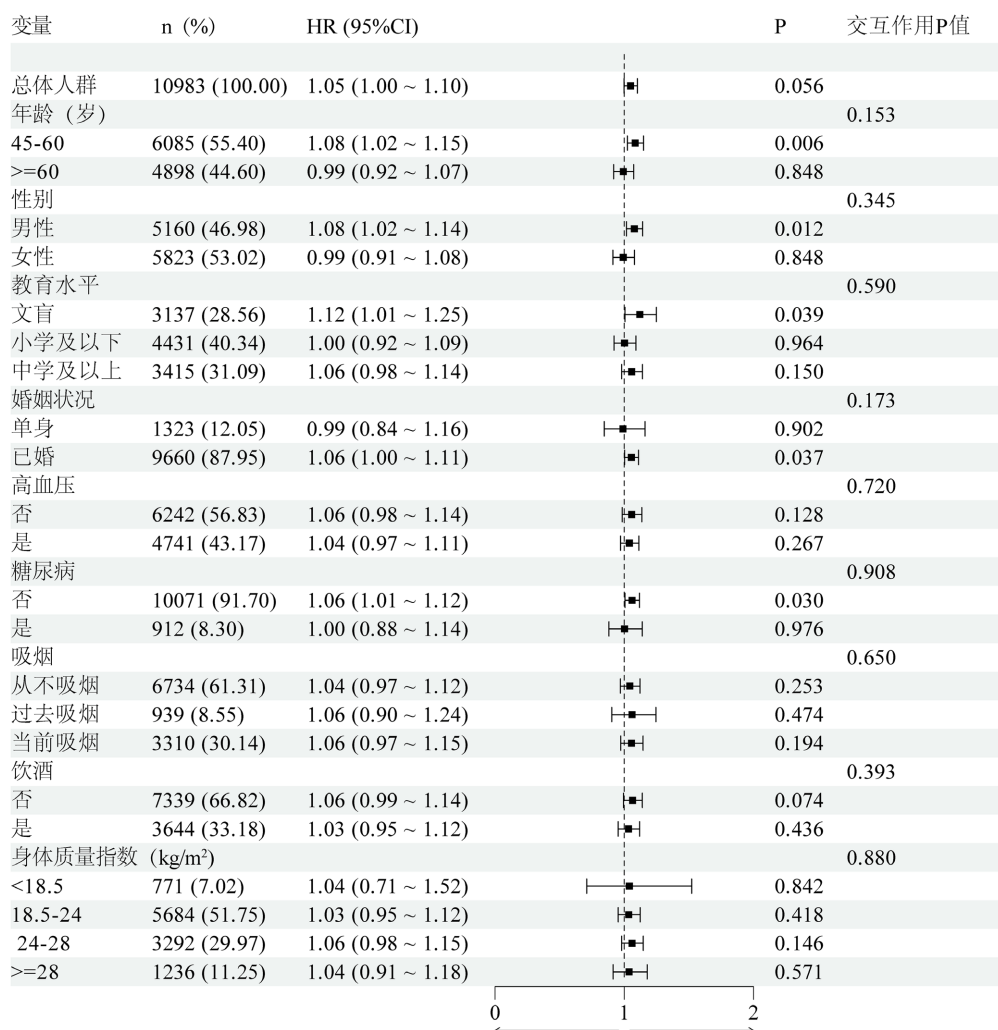 变量 n（%） HR (95%CI) P 交互作用P值
总体人群 10983 (100.00) 1.05 (1.00 ~ 1.10) 0.056
年龄（岁） 0.153
45-60 6085 (55.40) 1.08 (1.02 ~ 1.15) 0.006
>=60 4898 (44.60) 0.99 (0.92 ~ 1.07) 0.848
性别 0.345
男性 5160 (46.98) 1.08 (1.02 ~ 1.14) 0.012
女性 5823 (53.02) 0.99 (0.91 ~ 1.08) 0.848
教育水平 0.590
文盲 3137 (28.56) 1.12 (1.01 ~ 1.25) 0.039
小学及以下 4431 (40.34) 1.00 (0.92 ~ 1.09) 0.964
中学及以上 3415 (31.09) 1.06 (0.98 ~ 1.14) 0.150
婚姻状况 0.173
单身 1323 (12.05) 0.99 (0.84 ~ 1.16) 0.902
已婚 9660 (87.95) 1.06 (1.00 ~ 1.11) 0.037
高血压 0.720
否 6242 (56.83) 1.06 (0.98 ~ 1.14) 0.128
是 4741 (43.17) 1.04 (0.97 ~ 1.11) 0.267
糖尿病 0.908
否 10071 (91.70) 1.06 (1.01 ~ 1.12) 0.030
是 912 (8.30) 1.00 (0.88 ~ 1.14) 0.976
吸烟 0.650
从不吸烟 6734 (61.31) 1.04 (0.97 ~ 1.12) 0.253
过去吸烟 939 (8.55) 1.06 (0.90 ~ 1.24) 0.474
当前吸烟 3310 (30.14) 1.06 (0.97 ~ 1.15) 0.194
饮酒 0.393
否 7339 (66.82) 1.06 (0.99 ~ 1.14) 0.074
是 3644 (33.18) 1.03 (0.95 ~ 1.12) 0.436
身体质量指数（kg/m²) 0.880
<18.5 771 (7.02) 1.04 (0.71 ~ 1.52) 0.842
18.5-24 5684 (51.75) 1.03 (0.95 ~ 1.12) 0.418
24-28 3292 (29.97) 1.06 (0.98 ~ 1.15) 0.146
>=28 1236 (11.25) 1.04 (0.91 ~ 1.18) 0.571
0 1 2